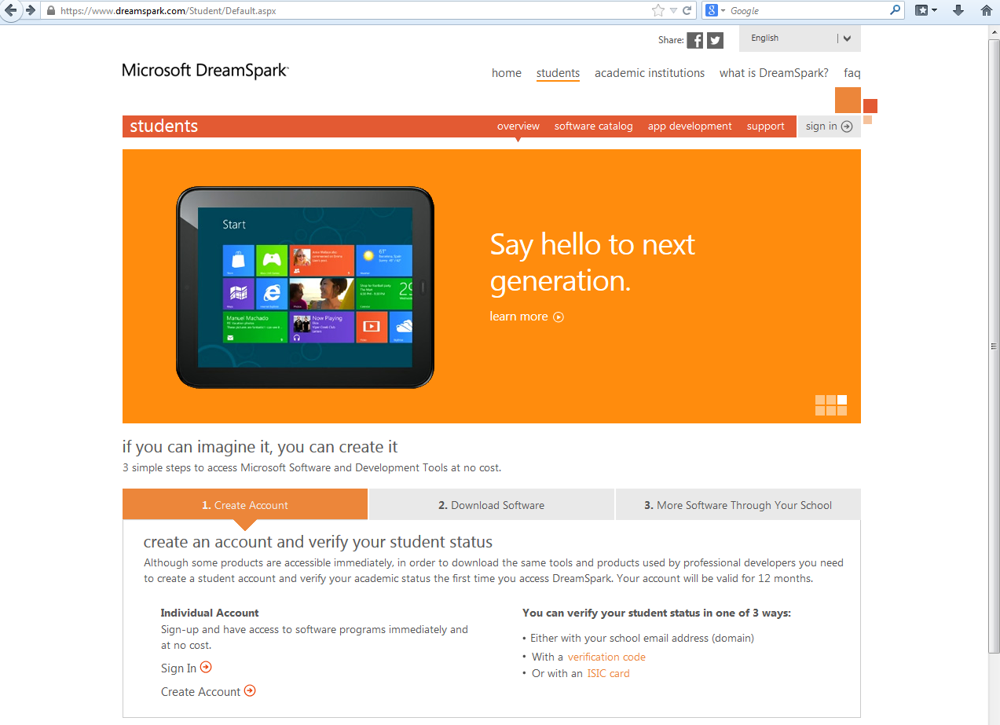 https://www.dreamspark.com/Student/Default.aspx
Google
Share:
English
Microsoft DreamSpark
home students academic institutions what is DreamSpark? faq
students
overview software catalog app development support sign in
Start
Say hello to next
generation.
learn more
Manuel Machado
Now Playing
if you can imagine it, you can create it
3 simple steps to access Microsoft Software and Development Tools at no cost.
1. Create Account
2. Download Software
3. More Software Through Your School
create an account and verify your student status
Although some products are accessible immediately, in order to download the same tools and products used by professional developers you need
to create a student account and verify your academic status the first time you access DreamSpark. Your account will be valid for 12 months.
Individual Account
Sign-up and have access to software programs immediately and
at no cost.
Sign In
Create Account
You can verify your student status in one of 3 ways:
• Either with your school email address (domain)
• With a verification code
• Or with an ISIC card